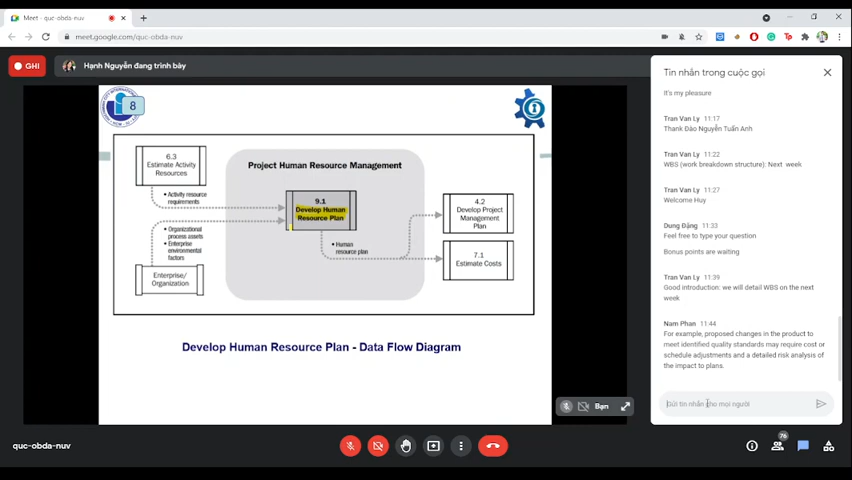 Meet - quc-obda-nuv
meet.google.com/quc-obda-nuv
GHI
Hạnh Nguyễn đang trình bày
8
6.3
Estimate Activity
Resources
• Activity resource
requirements
• Organizational
process assets
• Enterprise
environmental
factors
Enterprise/
Organization
Project Human Resource Management
9.1
Develop Human
Resource Plan
• Human
resource plan
4.2
Develop Project
Management
Plan
7.1
Estimate Costs
Develop Human Resource Plan - Data Flow Diagram
Bạn
Tin nhắn trong cuộc gọi
It's my pleasure
Tran Van Ly 11:17
Thank Đào Nguyễn Tuấn Anh
Tran Van Ly 11:22
WBS (work breakdown structure): Next week
Tran Van Ly 11:27
Welcome Huy
Dung Đặng 11:33
Feel free to type your question
Bonus points are waiting
Tran Van Ly 11:39
Good introduction: we will detail WBS on the next
week
Nam Phan 11:44
For example, proposed changes in the product to
meet identified quality standards may require cost or
schedule adjustments and a detailed risk analysis of
the impact to plans.
Gửi tin nhắn cho mọi người
quc-obda-nuv
76